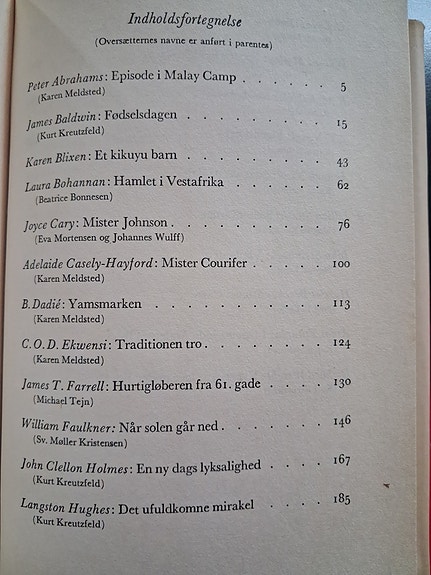 Indholdsfortegnelse
(Oversætternes navne er anført i parentes)
Peter Abrahams: Episode i Malay Camp . . . . . 5
(Karen Meldsted)
James Baldwin: Fødselsdagen . . . . . . . . 15
(Kurt Kreutzfeld)
Karen Blixen: Et kikuyu barn . . . . . . . . 43
Laura Bohannan: Hamlet i Vestafrika . . . . . . 62
(Beatrice Bonnesen)
Joyce Cary: Mister Johnson . . . . . . . . 76
(Eva Mortensen og Johannes Wulff)
Adelaide Casely-Hayford: Mister Courifer . . . . . 100
(Karen Meldsted)
B. Dadié: Yamsmarken . . . . . . . . . 113
(Karen Meldsted)
C. O. D. Ekwensi: Traditionen tro . . . . . . . 124
(Karen Meldsted)
James T. Farrell: Hurtigløberen fra 61. gade . . . . 130
(Michael Tejn)
William Faulkner: Når solen går ned . . . . . . 146
(Sv. Møller Kristensen)
John Clellon Holmes: En ny dags lyksalighed . . . . 167
(Kurt Kreutzfeld)
Langston Hughes: Det ufuldkomne mirakel . . . . 185
(Kurt Kreutzfeld)